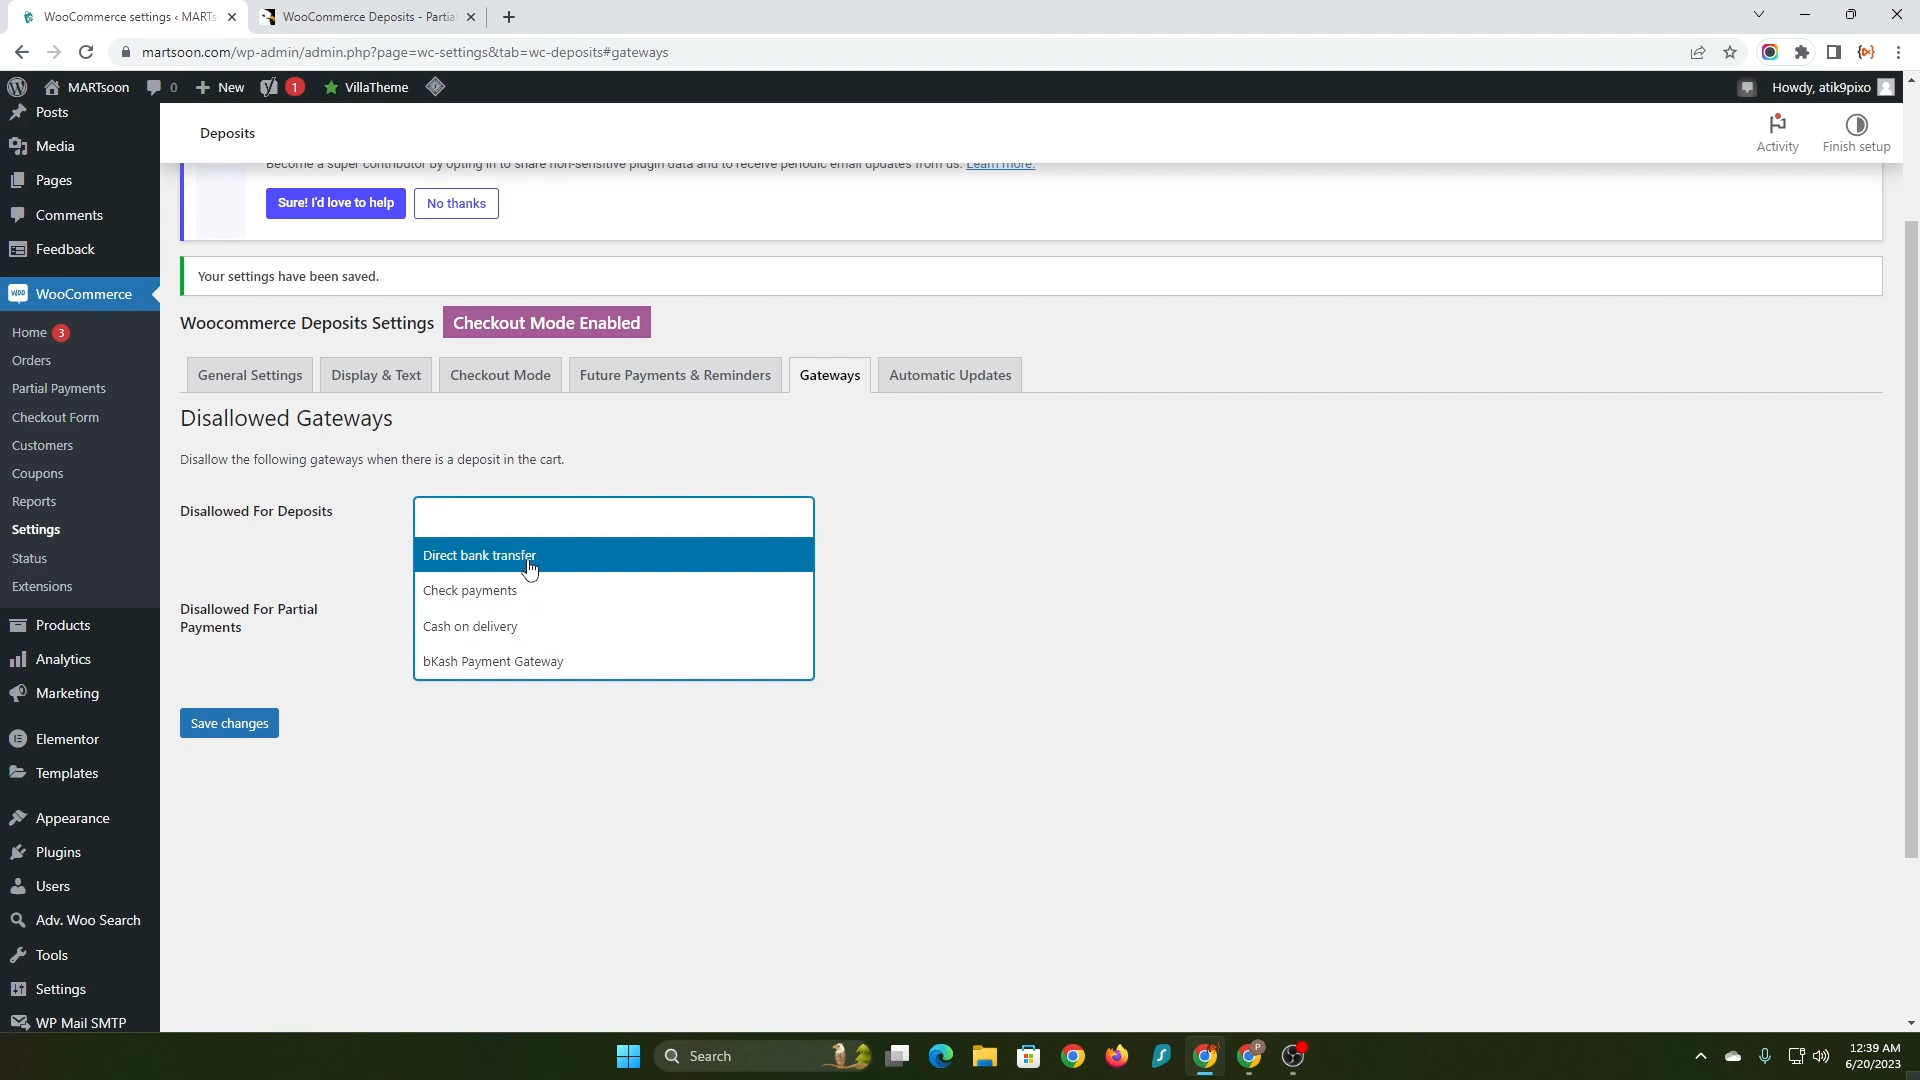 WooCommerce settings ‹ MARTs
WooCommerce Deposits - Partial
martsoon.com/wp-admin/admin.php?page=wc-settings&tab=wc-deposits#gateways
MARTsoon
0
New
1
VillaTheme
Howdy, atik9pixo
Posts
Media
Pages
Comments
Feedback
WooCommerce
Home 3
Orders
Partial Payments
Checkout Form
Customers
Coupons
Reports
Settings
Status
Extensions
Products
Analytics
Marketing
Elementor
Templates
Appearance
Plugins
Users
Adv. Woo Search
Tools
Settings
WP Mail SMTP
Deposits
Activity
Finish setup
Become a super contributor by opting in to share non-sensitive plugin data and to receive periodic email updates from us. Learn more.
Sure! I'd love to help
No thanks
Your settings have been saved.
Woocommerce Deposits Settings
Checkout Mode Enabled
General Settings
Display & Text
Checkout Mode
Future Payments & Reminders
Gateways
Automatic Updates
Disallowed Gateways
Disallow the following gateways when there is a deposit in the cart.
Disallowed For Deposits
Direct bank transfer
Check payments
Cash on delivery
bKash Payment Gateway
Disallowed For Partial
Payments
Save changes
Search
12:39 AM
6/20/2023